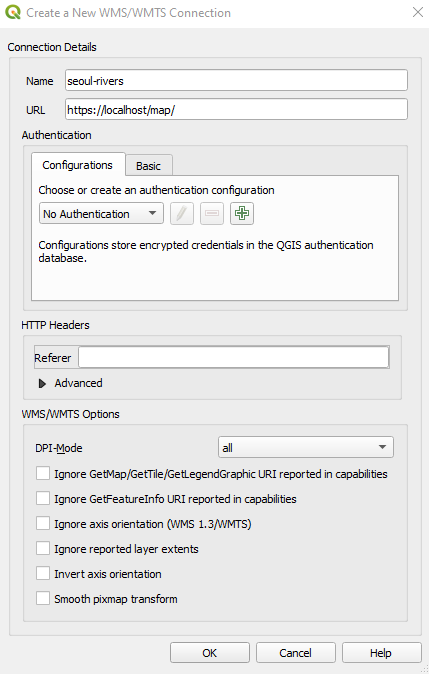 Create a New WMS/WMTS Connection
Connection Details
Name seoul-rivers
URL https://localhost/map/
Authentication
Configurations Basic
Choose or create an authentication configuration
No Authentication
Configurations store encrypted credentials in the QGIS authentication
database.
HTTP Headers
Referer
Advanced
WMS/WMTS Options
DPI-Mode all
Ignore GetMap/GetTile/GetLegendGraphic URI reported in capabilities
Ignore GetFeatureInfo URI reported in capabilities
Ignore axis orientation (WMS 1.3/WMTS)
Ignore reported layer extents
Invert axis orientation
Smooth pixmap transform
OK Cancel Help